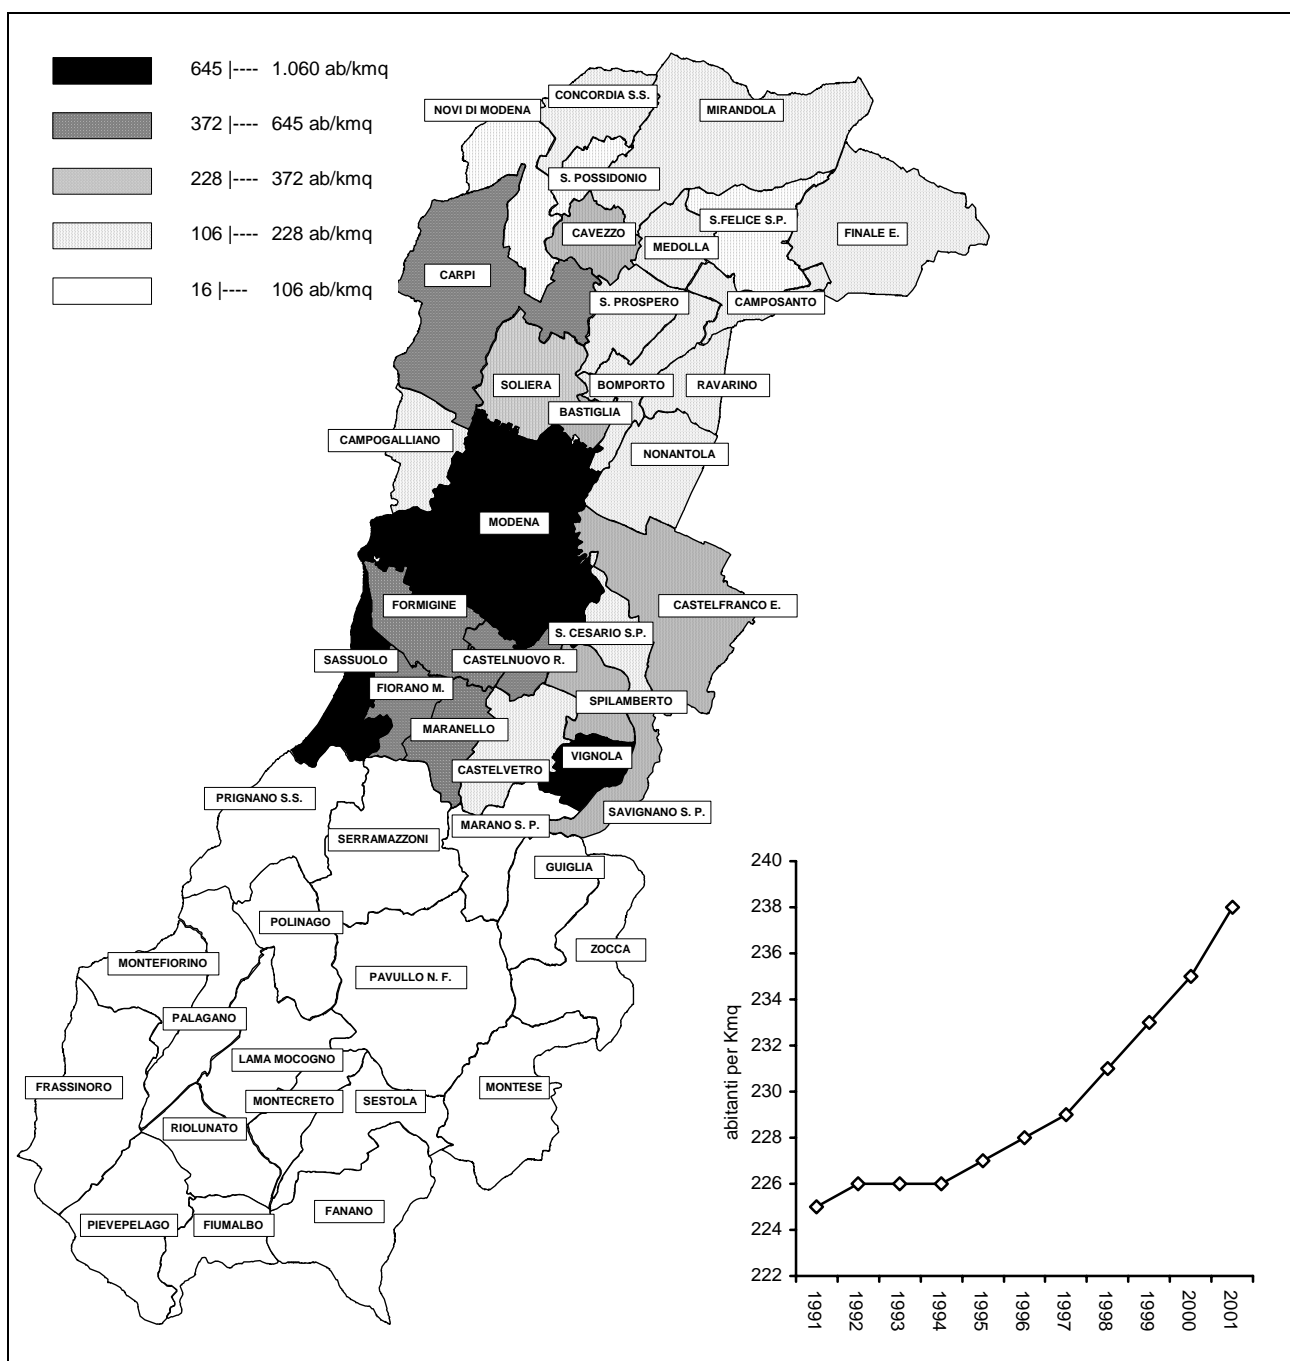 645 |---- 1.060 ab/kmq
372 |---- 645 ab/kmq
228 |---- 372 ab/kmq
106 |---- 228 ab/kmq
16 |---- 106 ab/kmq
CONCORDIA S.S.
NOVI DI MODENA
MIRANDOLA
S. POSSIDONIO
S.FELICE S.P.
CAVEZZO
FINALE E.
MEDOLLA
CARPI
S. PROSPERO
CAMPOSANTO
SOLIERA
BOMPORTO
RAVARINO
BASTIGLIA
CAMPOGALLIANO
NONANTOLA
MODENA
FORMIGINE
CASTELFRANCO E.
S. CESARIO S.P.
SASSUOLO
CASTELNUOVO R.
FIORANO M.
SPILAMBERTO
MARANELLO
VIGNOLA
CASTELVETRO
PRIGNANO S.S.
SAVIGNANO S. P.
MARANO S. P.
SERRAMAZZONI
GUIGLIA
POLINAGO
ZOCCA
MONTEFIORINO
PAVULLO N. F.
PALAGANO
LAMA MOCOGNO
FRASSINORO
MONTECRETO
SESTOLA
MONTESE
RIOLUNATO
FANANO
PIEVEPELAGO
FIUMALBO
abitanti per Kmq
240
238
236
234
232
230
228
226
224
222
1991
1992
1993
1994
1995
1996
1997
1998
1999
2000
2001